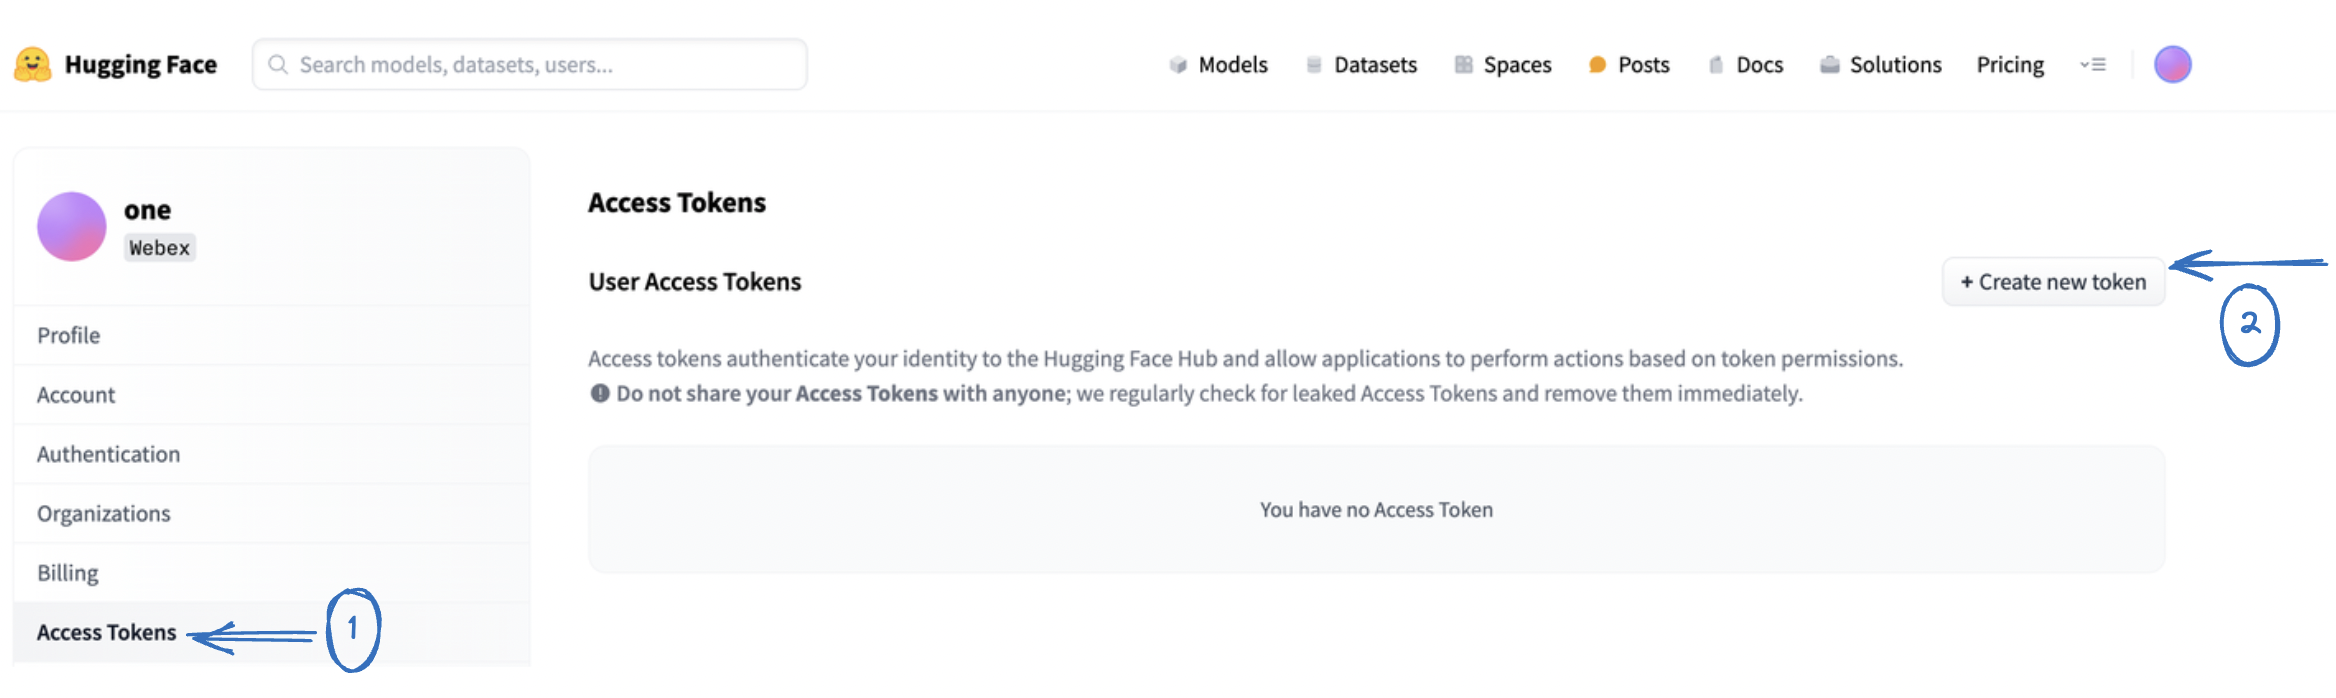 Hugging Face Search models, datasets, users... Models Datasets Spaces Posts Docs Solutions Pricing
one
Webex
Profile
Account
Authentication
Organizations
Billing
Access Tokens
1
Access Tokens
User Access Tokens
+ Create new token
2
Access tokens authenticate your identity to the Hugging Face Hub and allow applications to perform actions based on token permissions.
Do not share your Access Tokens with anyone; we regularly check for leaked Access Tokens and remove them immediately.
You have no Access Token